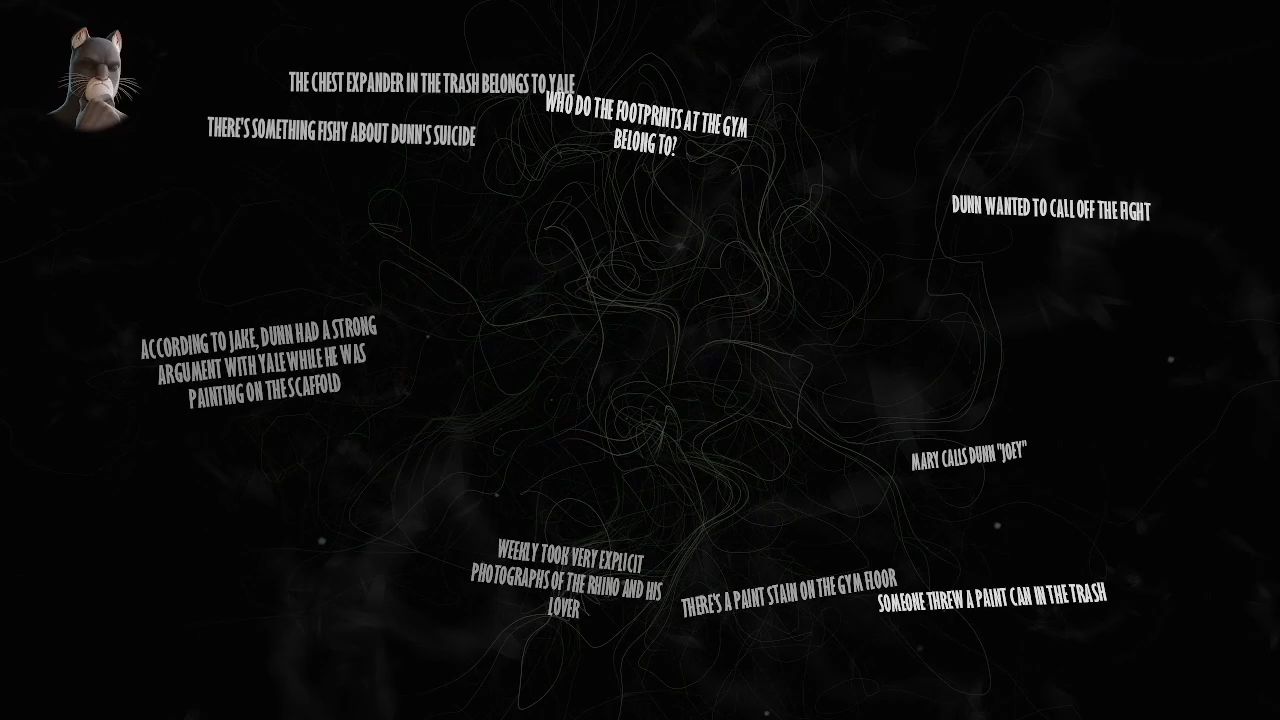 THE CHEST EXPANDER IN THE TRASH BELONGS TO YALE
WHO DO THE FOOTPRINTS AT THE GYM
BELONG TO?
THERE'S SOMETHING FISHY ABOUT DUNN'S SUICIDE
DUNN WANTED TO CALL OFF THE FIGHT
ACCORDING TO JAKE, DUNN HAD A STRONG
ARGUMENT WITH YALE WHILE HE WAS
PAINTING ON THE SCAFFOLD
MARY CALLS DUNN "JOEY"
WEEKLY TOOK VERY EXPLICIT
PHOTOGRAPHS OF THE RHINO AND HIS
LOVER
THERE'S A PAINT STAIN ON THE GYM FLOOR
SOMEONE THREW A PAINT CAN IN THE TRASH